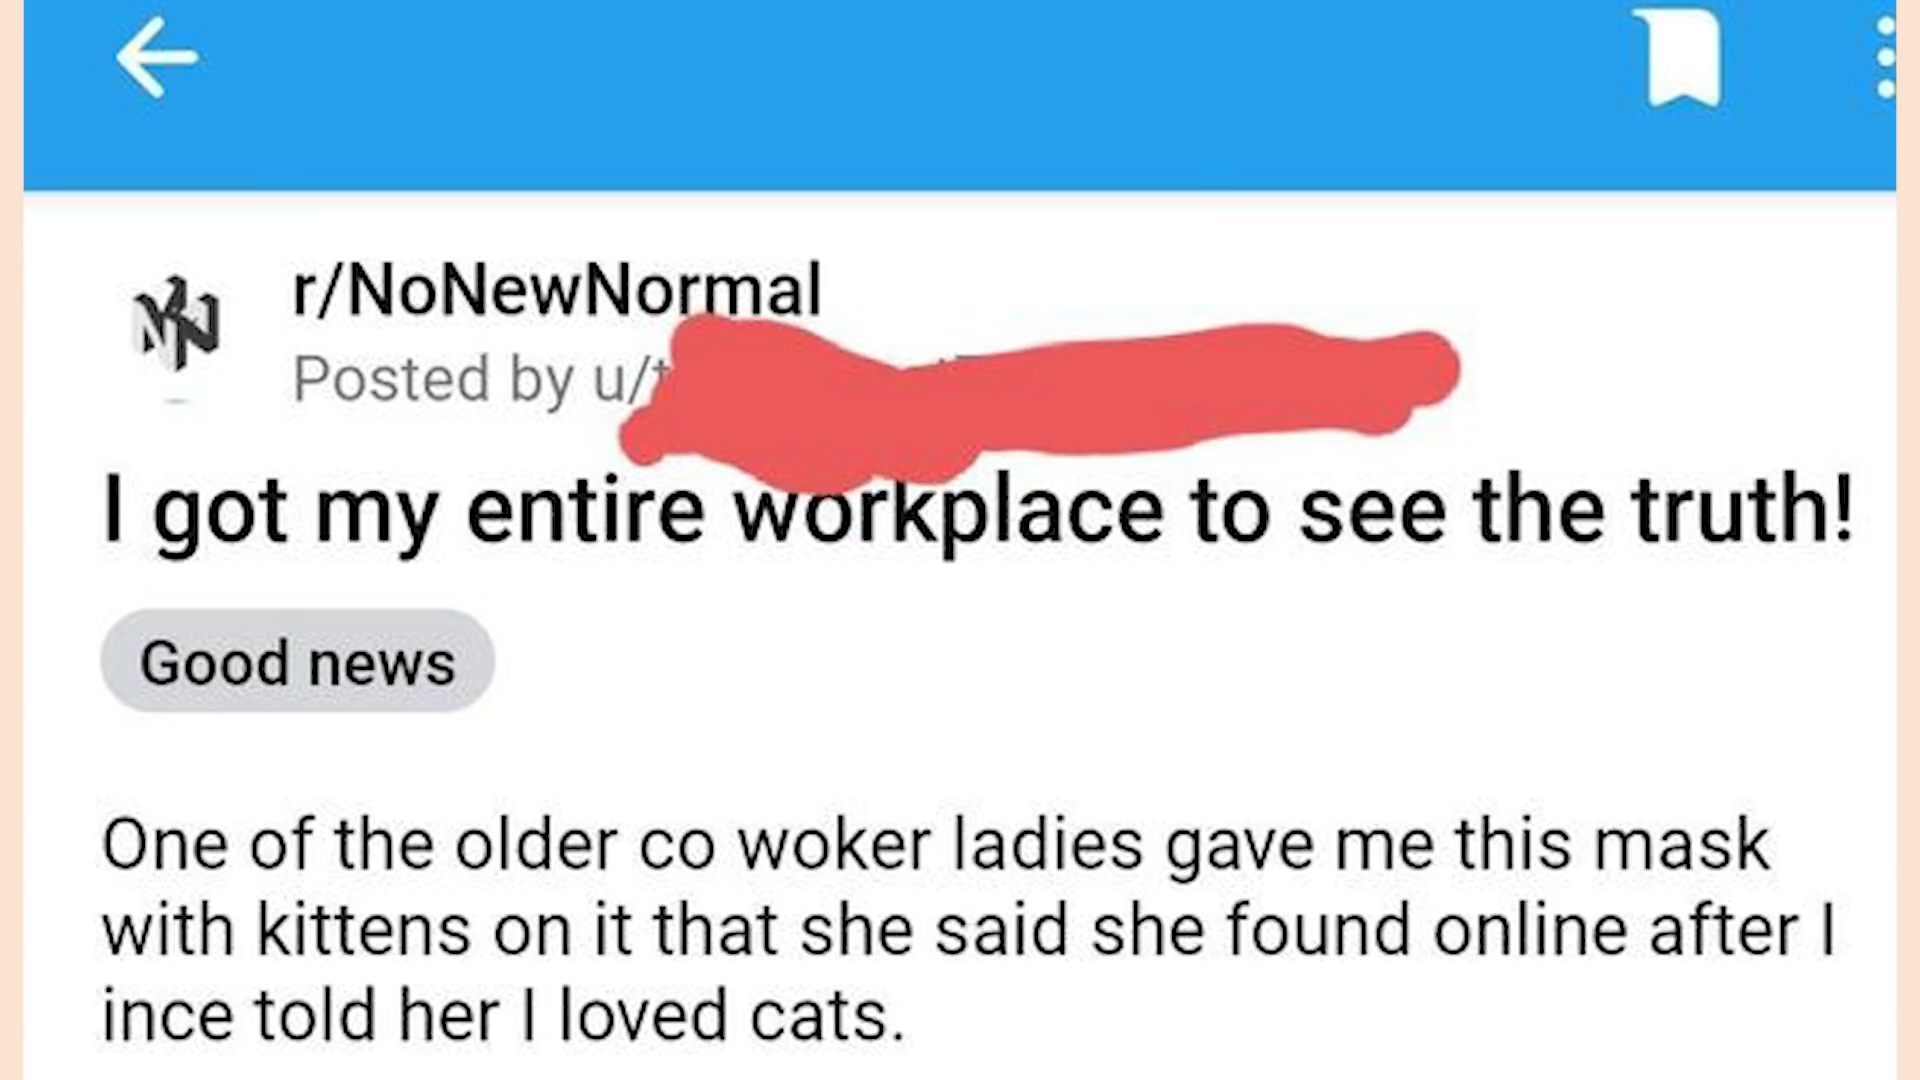 r/NoNewNormal
Posted by u/t
I got my entire workplace to see the truth!
Good news
One of the older co woker ladies gave me this mask
with kittens on it that she said she found online after I
ince told her I loved cats.